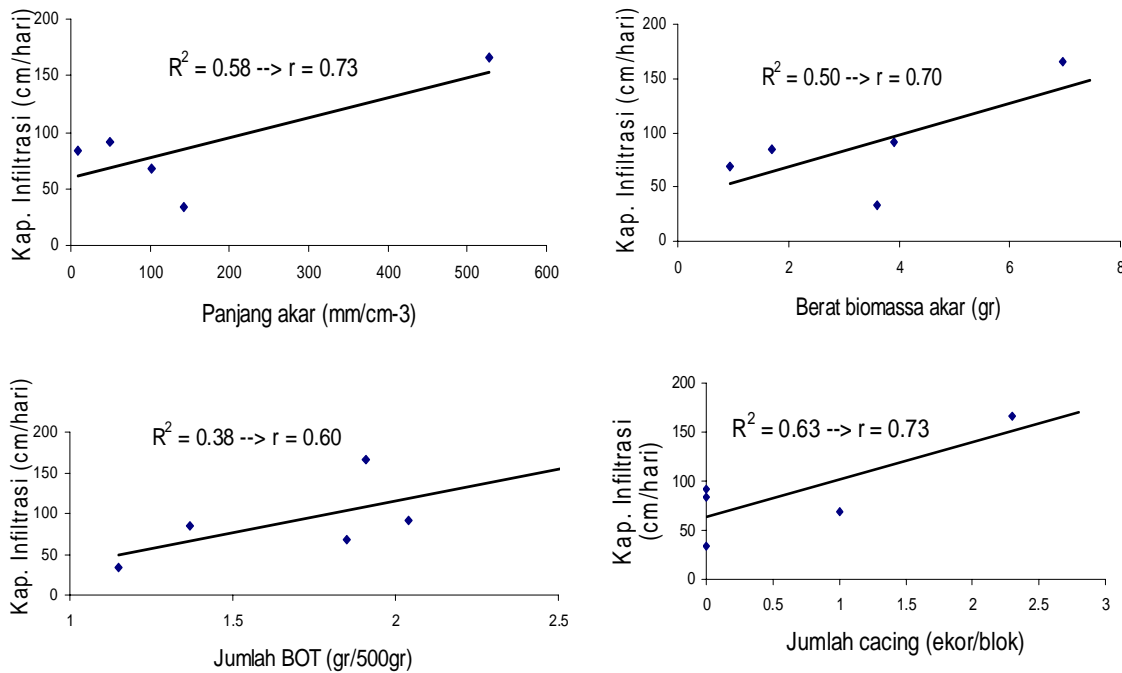 Kap. Infiltrasi (cm/hari)
200
150
100
50
0
R² = 0.58 --> r = 0.73
0 100 200 300 400 500 600
Panjang akar (mm/cm-3)
Kap. Infiltrasi (cm/hari)
200
150
100
50
0
R² = 0.50 --> r = 0.70
0 2 4 6 8
Berat biomassa akar (gr)
Kap. Infiltrasi (cm/hari)
200
150
100
50
0
R² = 0.38 --> r = 0.60
1 1.5 2 2.5
Jumlah BOT (gr/500gr)
Kap. Infiltrasi
(cm/hari)
200
150
100
50
0
R² = 0.63 --> r = 0.73
0 0.5 1 1.5 2 2.5 3
Jumlah cacing (ekor/blok)